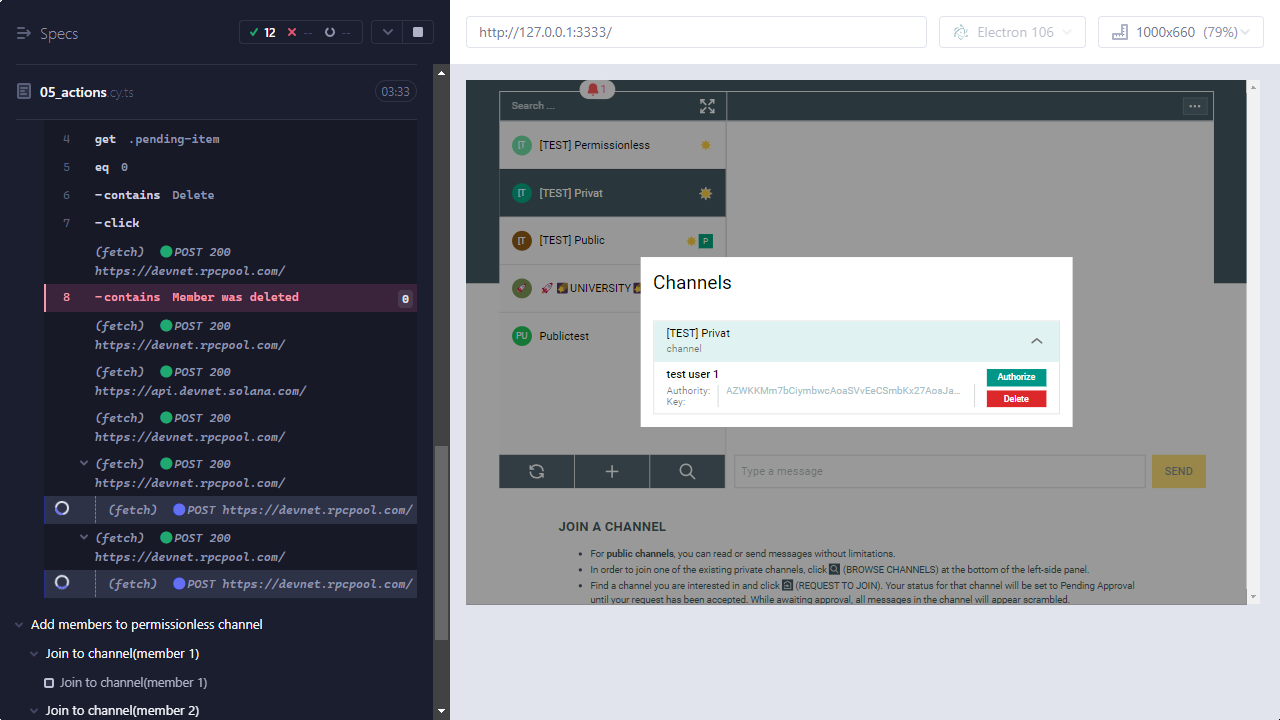 Specs
12
--
--
05_actions.cy.ts
03:33
4 get .pending-item
5 eq 0
6 -contains Delete
7 -click
(fetch) POST 200
https://devnet.rpcpool.com/
8 -contains Member was deleted 0
(fetch) POST 200
https://devnet.rpcpool.com/
(fetch) POST 200
https://api.devnet.solana.com/
(fetch) POST 200
https://devnet.rpcpool.com/
(fetch) POST 200
https://devnet.rpcpool.com/
(fetch) POST https://devnet.rpcpool.com/
(fetch) POST 200
https://devnet.rpcpool.com/
(fetch) POST https://devnet.rpcpool.com/
Add members to permissionless channel
Join to channel(member 1)
Join to channel(member 1)
Join to channel(member 2)
http://127.0.0.1:3333/
Electron 106
1000x660 (79%)
1
Search ...
[T [TEST] Permissionless
[T [TEST] Privat
[T [TEST] Public
P
UNIVERSITY
PU Publictest
Channels
[TEST] Privat
channel
test user 1
Authority:
Key:
AZWKKMm7bCiymbwcAoaSVvEeCSmbKx27AosJa...
Authorize
Delete
Type a message
SEND
JOIN A CHANNEL
• For public channels, you can read or send messages without limitations.
• In order to join one of the existing private channels, click (BROWSE CHANNELS) at the bottom of the left-side panel.
• Find a channel you are interested in and click (REQUEST TO JOIN). Your status for that channel will be set to Pending Approval
until your request has been accepted. While awaiting approval, all messages in the channel will appear scrambled.